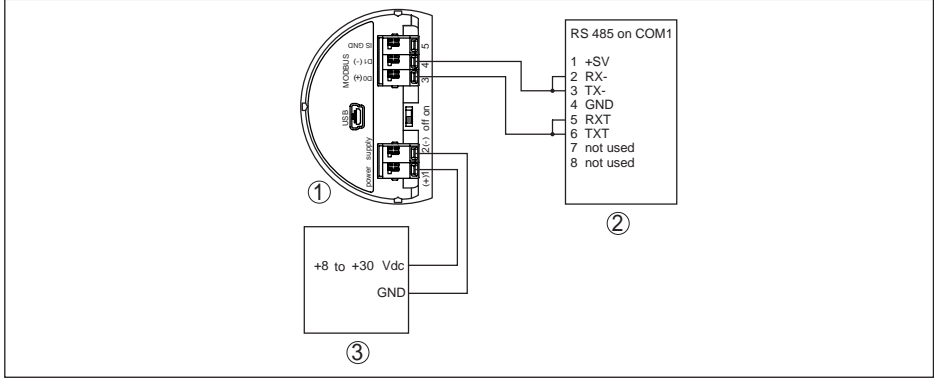 IS GND
D1 (-)
D0 (+)
MODBUS
USB
power supply
5
4
3
off on
2(-)
(+)1
1
RS 485 on COM1
1 +SV
2 RX-
3 TX-
4 GND
5 RXT
6 TXT
7 not used
8 not used
2
+8 to +30 Vdc
GND
3